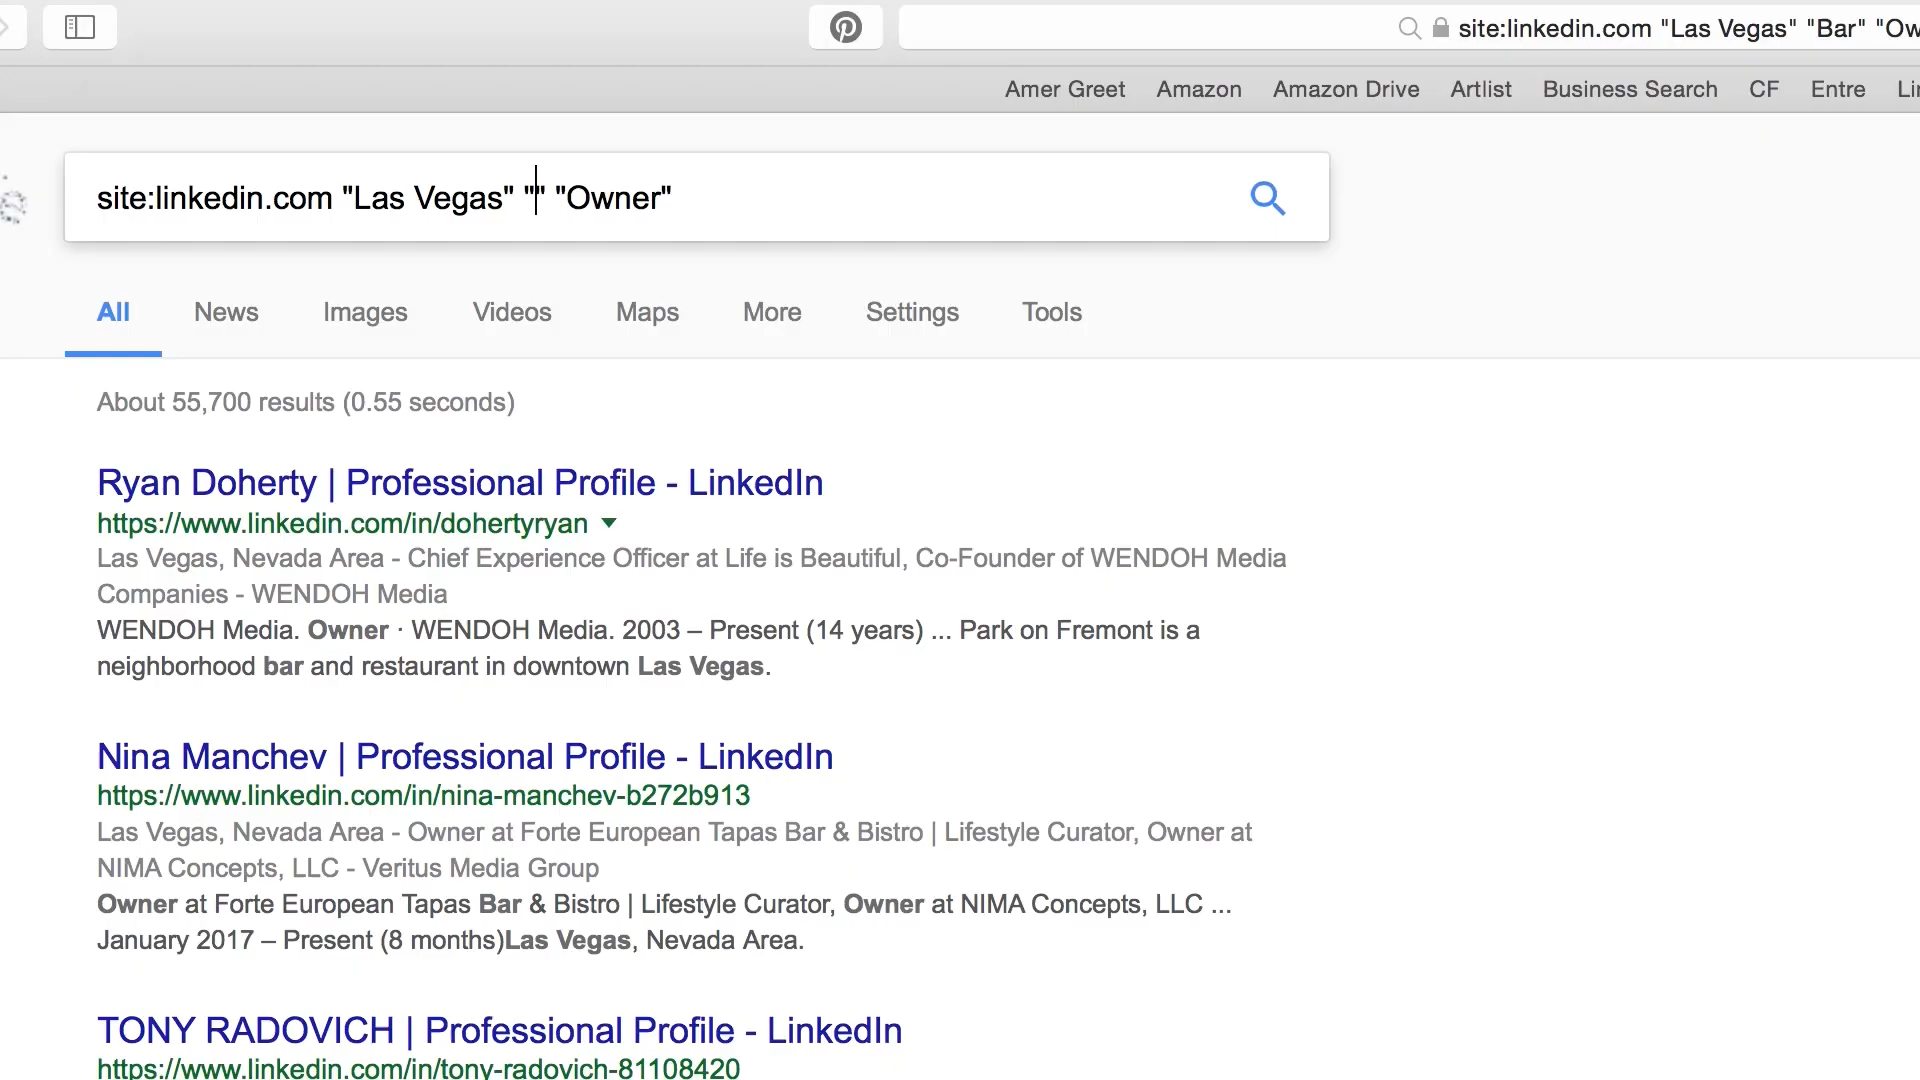 site:linkedin.com "Las Vegas" "Bar" "Ow
Amer Greet Amazon Amazon Drive Artlist Business Search CF Entre Lin
site:linkedin.com "Las Vegas" "" "Owner"
All News Images Videos Maps More Settings Tools
About 55,700 results (0.55 seconds)
Ryan Doherty | Professional Profile - LinkedIn
https://www.linkedin.com/in/dohertyryan
Las Vegas, Nevada Area - Chief Experience Officer at Life is Beautiful, Co-Founder of WENDOH Media
Companies - WENDOH Media
WENDOH Media. Owner · WENDOH Media. 2003 – Present (14 years) ... Park on Fremont is a
neighborhood bar and restaurant in downtown Las Vegas.
Nina Manchev | Professional Profile - LinkedIn
https://www.linkedin.com/in/nina-manchev-b272b913
Las Vegas, Nevada Area - Owner at Forte European Tapas Bar & Bistro | Lifestyle Curator, Owner at
NIMA Concepts, LLC - Veritus Media Group
Owner at Forte European Tapas Bar & Bistro | Lifestyle Curator, Owner at NIMA Concepts, LLC ...
January 2017 – Present (8 months)Las Vegas, Nevada Area.
TONY RADOVICH | Professional Profile - LinkedIn
https://www.linkedin.com/in/tony-radovich-81108420